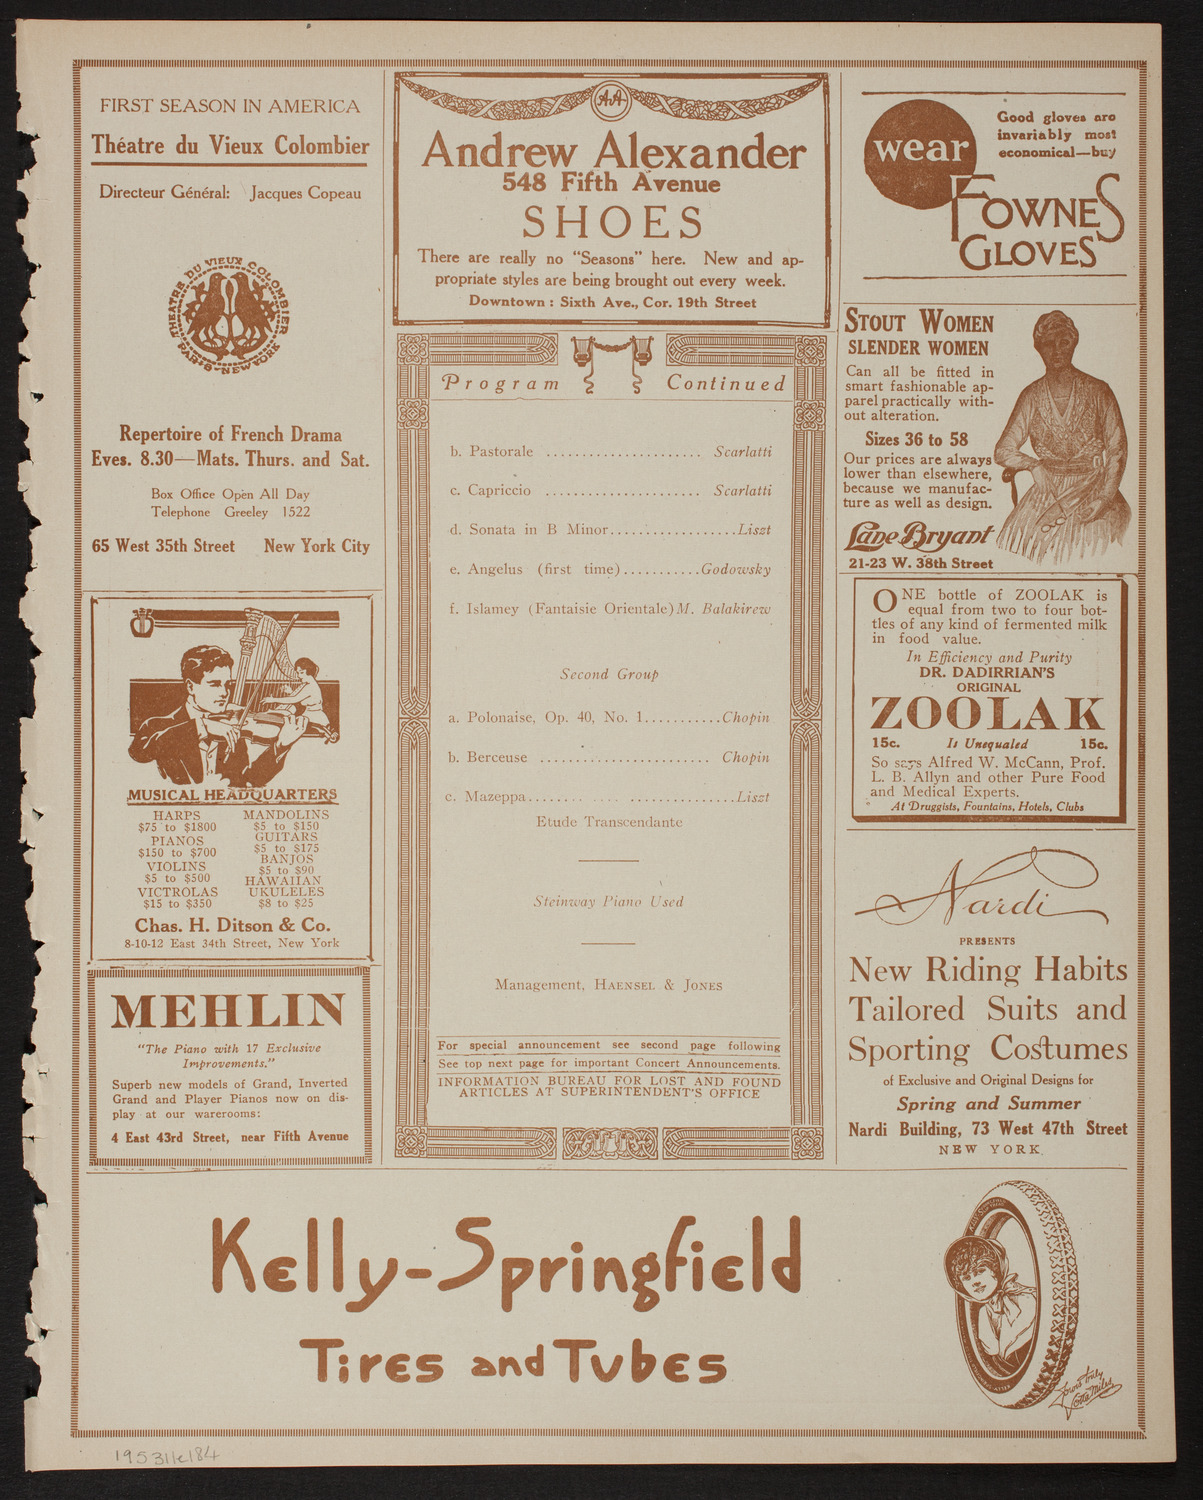 FIRST SEASON IN AMERICA
Théatre du Vieux Colombier
Directeur Général: Jacques Copeau
THEATRE DU VIEUX COLOMBIER
PARIS NEW YORK
Repertoire of French Drama
Eves. 8.30—Mats. Thurs. and Sat.
Box Office Open All Day
Telephone Greeley 1522
65 West 35th Street New York City
MUSICAL HEADQUARTERS
HARPS
$75 to $1800
PIANOS
$150 to $700
VIOLINS
$5 to $500
VICTROLAS
$15 to $350
MANDOLINS
$5 to $150
GUITARS
$5 to $175
BANJOS
$5 to $90
HAWAIIAN
UKULELES
$8 to $25
Chas. H. Ditson & Co.
8-10-12 East 34th Street, New York
MEHLIN
"The Piano with 17 Exclusive
Improvements."
Superb new models of Grand, Inverted
Grand and Player Pianos now on dis-
play at our warerooms:
4 East 43rd Street, near Fifth Avenue
AA
Andrew Alexander
548 Fifth Avenue
SHOES
There are really no "Seasons" here. New and ap-
propriate styles are being brought out every week.
Downtown: Sixth Ave., Cor. 19th Street
Program Continued
b. Pastorale ...................... Scarlatti
c. Capriccio ...................... Scarlatti
d. Sonata in B Minor..................Liszt
e. Angelus (first time)...........Godowsky
f. Islamey (Fantaisie Orientale) M. Balakirew
Second Group
a. Polonaise, Op. 40, No. 1...........Chopin
b. Berceuse ........................ Chopin
c. Mazeppa........ .... ...............Liszt
Etude Transcendante
Steinway Piano Used
Management, HAENSEL & JONES
For special announcement see second page following
See top next page for important Concert Announcements.
INFORMATION BUREAU FOR LOST AND FOUND
ARTICLES AT SUPERINTENDENT'S OFFICE
wear
Good gloves are
invariably most
economical—buy
FOWNES
GLOVES
STOUT WOMEN
SLENDER WOMEN
Can all be fitted in
smart fashionable ap-
parel practically with-
out alteration.
Sizes 36 to 58
Our prices are always
lower than elsewhere,
because we manufac-
ture as well as design.
Lane Bryant
21-23 W. 38th Street
ONE bottle of ZOOLAK is
equal from two to four bot-
tles of any kind of fermented milk
in food value.
In Efficiency and Purity
DR. DADIRRIAN'S
ORIGINAL
ZOOLAK
15c. Is Unequaled 15c.
So says Alfred W. McCann, Prof.
L. B. Allyn and other Pure Food
and Medical Experts.
At Druggists, Fountains, Hotels, Clubs
Nardi
PRESENTS
New Riding Habits
Tailored Suits and
Sporting Costumes
of Exclusive and Original Designs for
Spring and Summer
Nardi Building, 73 West 47th Street
NEW YORK.
Kelly-Springfield
Tires and Tubes
Yours truly
Lotta Miles